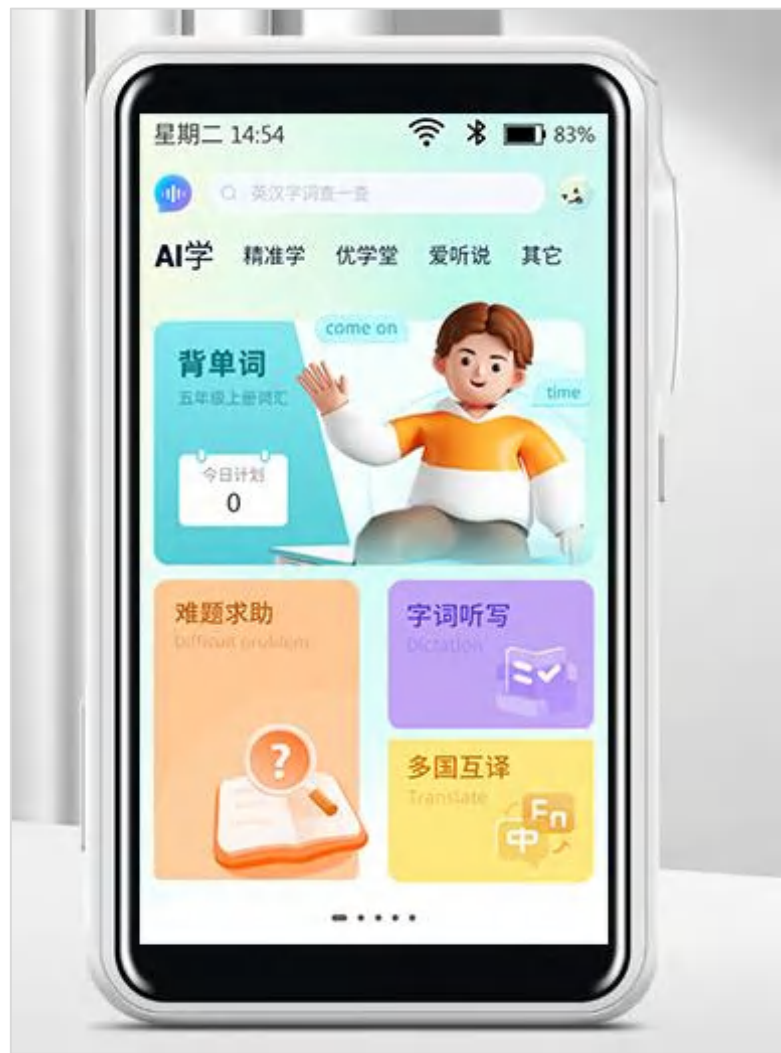 星期二 14:54 83%
英汉字词查一查
AI学 精准学 优学堂 爱听说 其它
come on
背单词
五年级上册词汇
time
今日计划
0
难题求助
Difficult problem
字词听写
Dictation
多国互译
Translate
En
中